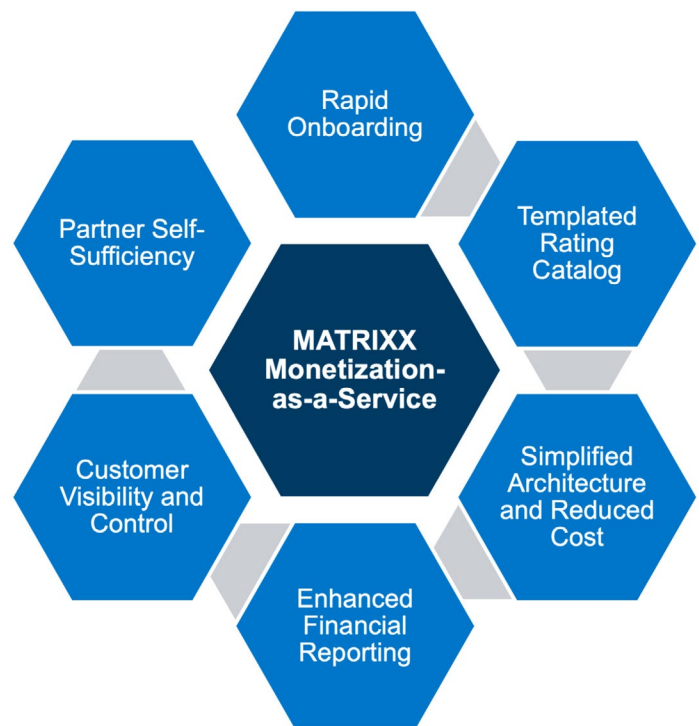 Rapid
Onboarding
Templated
Rating
Catalog
Simplified
Architecture
and Reduced
Cost
Enhanced
Financial
Reporting
Customer
Visibility and
Control
Partner Self-
Sufficiency
MATRIXX
Monetization-
as-a-Service